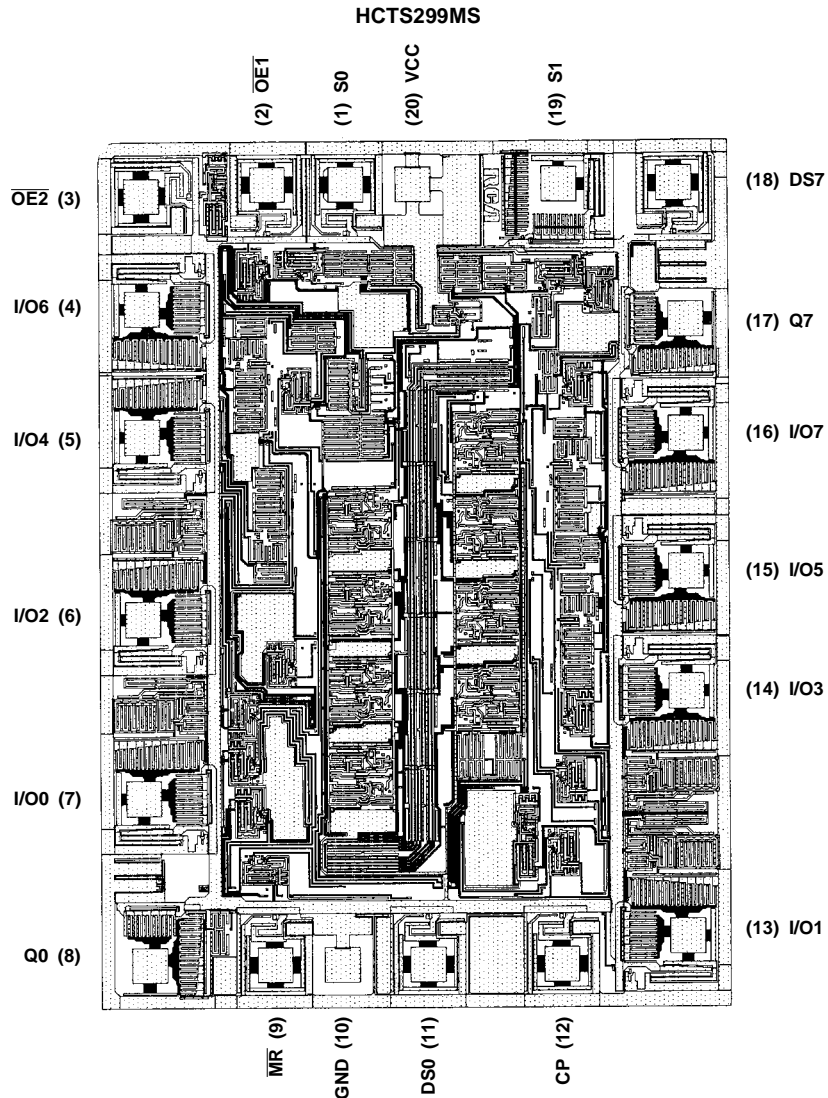 HCTS299MS
OE1 (2)
(1) S0
(20) VCC
(19) S1
OE2 (3)
(18) DS7
I/O6 (4)
(17) Q7
I/O4 (5)
(16) I/O7
(15) I/O5
I/O2 (6)
(14) I/O3
I/O0 (7)
(13) I/O1
Q0 (8)
MR (9)
GND (10)
DS0 (11)
CP (12)
RCA